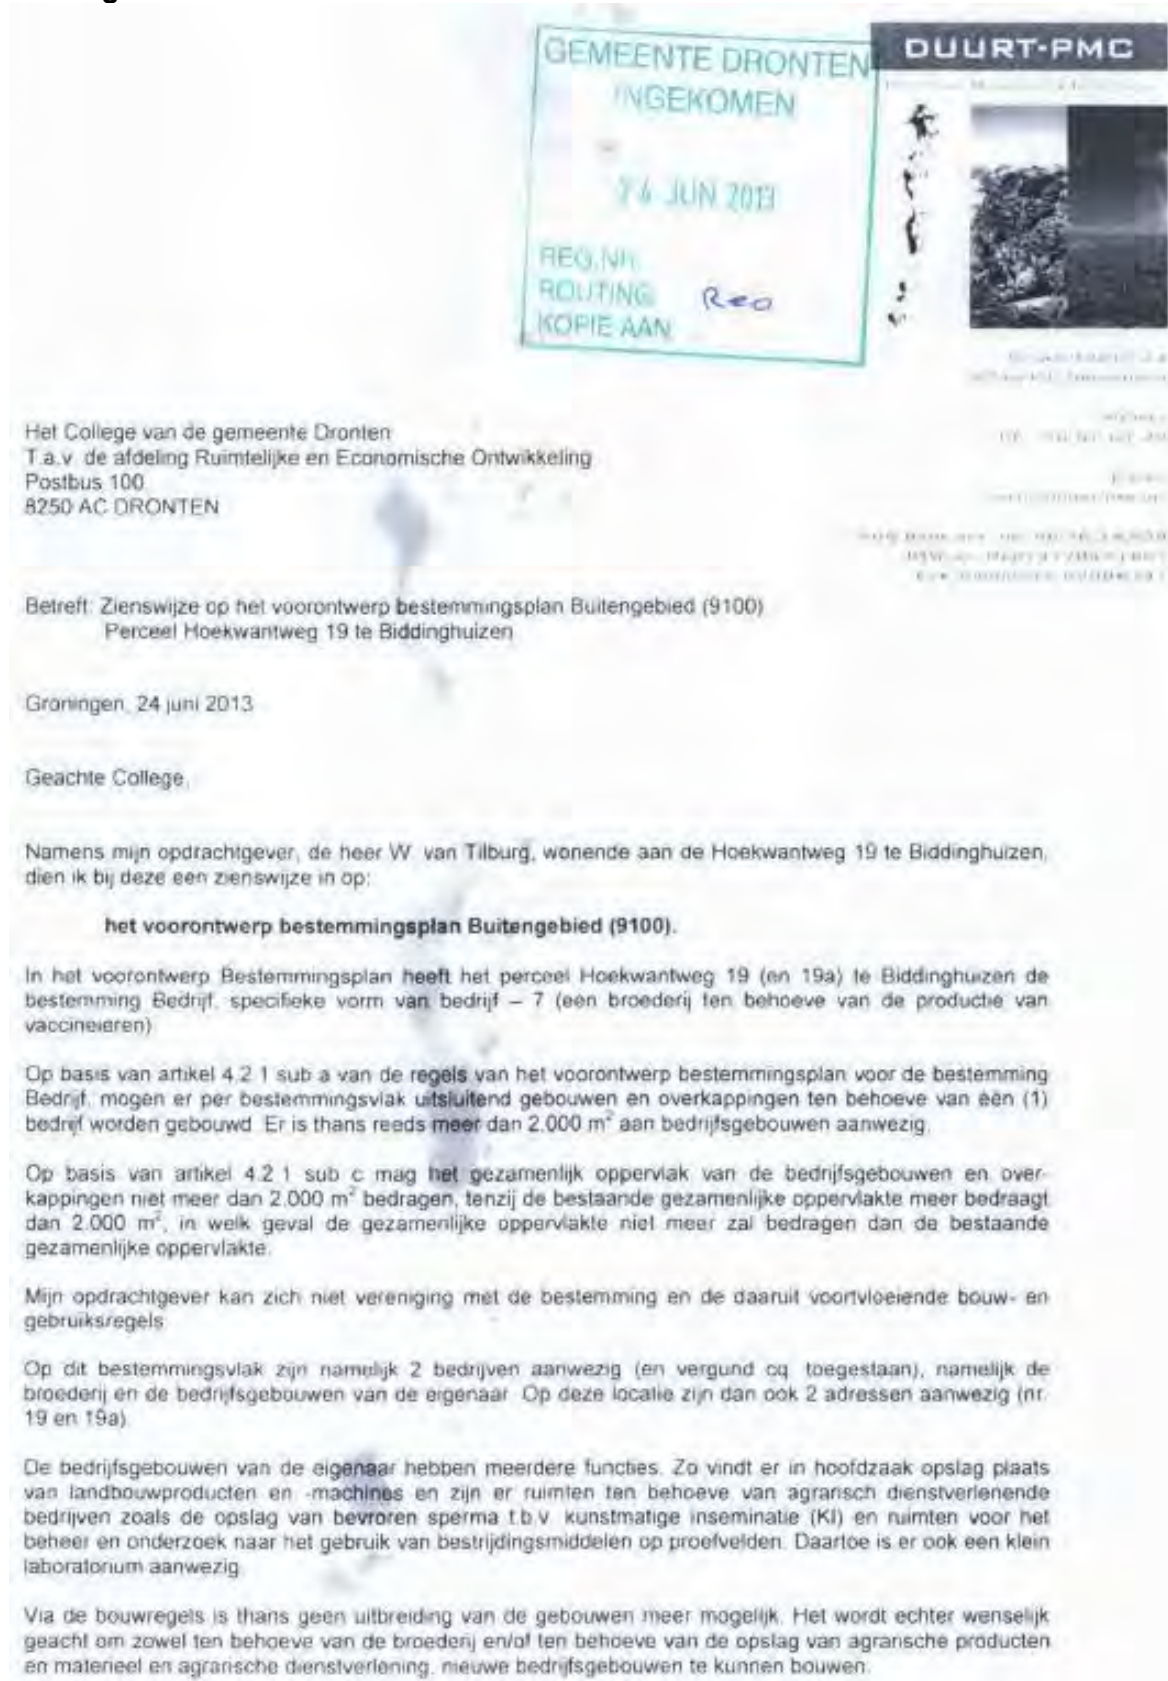 GEMEENTE DRONTEN
INGEKOMEN
24 JUN 2013
REG.NR.
ROUTING Reo
KOPIE AAN
DUURT-PMC
Het College van de gemeente Dronten
T.a.v. de afdeling Ruimtelijke en Economische Ontwikkeling
Postbus 100
8250 AC DRONTEN
Betreft: Zienswijze op het voorontwerp bestemmingsplan Buitengebied (9100)
Perceel Hoekwantweg 19 te Biddinghuizen
Groningen, 24 juni 2013
Geachte College,
Namens mijn opdrachtgever, de heer W. van Tilburg, wonende aan de Hoekwantweg 19 te Biddinghuizen,
dien ik bij deze een zienswijze in op:
het voorontwerp bestemmingsplan Buitengebied (9100).
In het voorontwerp Bestemmingsplan heeft het perceel Hoekwantweg 19 (en 19a) te Biddinghuizen de
bestemming Bedrijf, specifieke vorm van bedrijf – 7 (een broederij ten behoeve van de productie van
vaccineieren)
Op basis van artikel 4.2.1 sub a van de regels van het voorontwerp bestemmingsplan voor de bestemming
Bedrijf, mogen er per bestemmingsvlak uitsluitend gebouwen en overkappingen ten behoeve van één (1)
bedrijf worden gebouwd. Er is thans reeds meer dan 2.000 m² aan bedrijfsgebouwen aanwezig.
Op basis van artikel 4.2.1 sub c mag het gezamenlijk oppervlak van de bedrijfsgebouwen en over-
kappingen niet meer dan 2.000 m² bedragen, tenzij de bestaande gezamenlijke oppervlakte meer bedraagt
dan 2.000 m², in welk geval de gezamenlijke oppervlakte niet meer zal bedragen dan de bestaande
gezamenlijke oppervlakte.
Mijn opdrachtgever kan zich niet vereniging met de bestemming en de daaruit voortvloeiende bouw- en
gebruiksregels
Op dit bestemmingsvlak zijn namelijk 2 bedrijven aanwezig (en vergund cq. toegestaan), namelijk de
broederij en de bedrijfsgebouwen van de eigenaar. Op deze locatie zijn dan ook 2 adressen aanwezig (nr.
19 en 19a)
De bedrijfsgebouwen van de eigenaar hebben meerdere functies. Zo vindt er in hoofdzaak opslag plaats
van landbouwproducten en -machines en zijn er ruimten ten behoeve van agrarisch dienstverlenende
bedrijven zoals de opslag van bevroren sperma t.b.v. kunstmatige inseminatie (KI) en ruimten voor het
beheer en onderzoek naar het gebruik van bestrijdingsmiddelen op proefvelden. Daartoe is er ook een klein
laboratorium aanwezig.
Via de bouwregels is thans geen uitbreiding van de gebouwen meer mogelijk. Het wordt echter wenselijk
geacht om zowel ten behoeve van de broederij en/of ten behoeve van de opslag van agrarische producten
en materieel en agrarische dienstverlening, nieuwe bedrijfsgebouwen te kunnen bouwen.